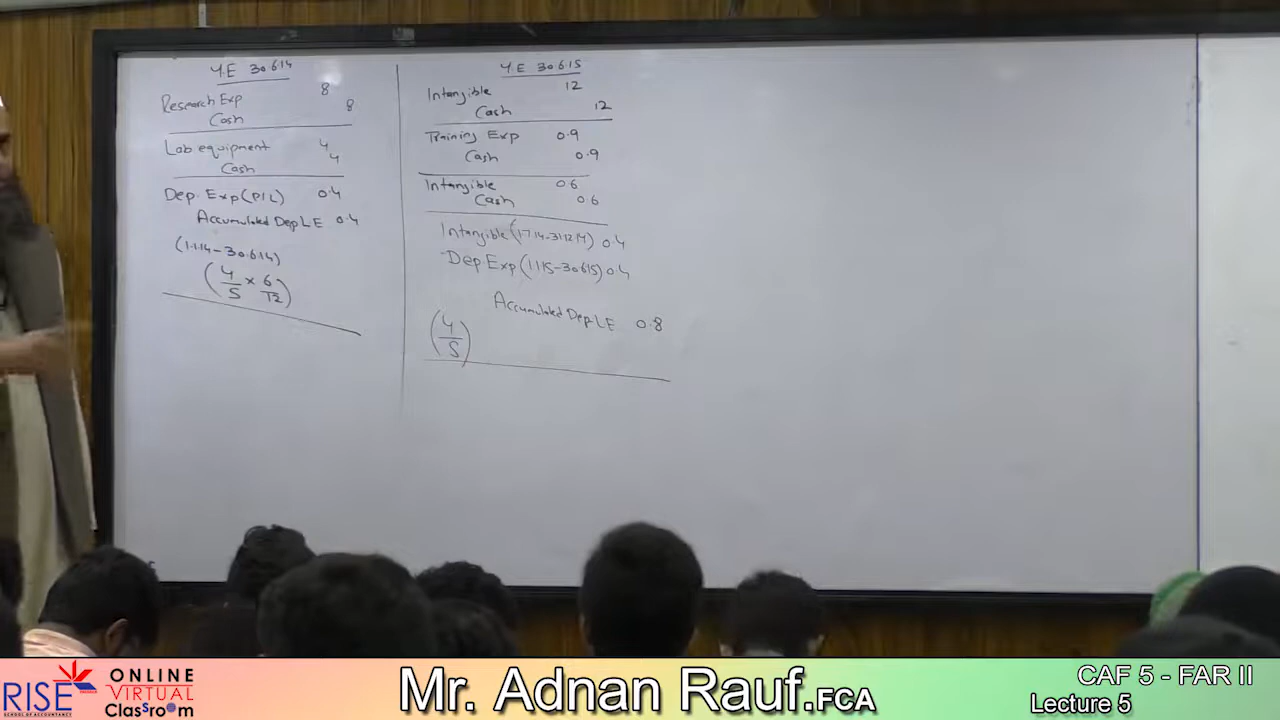 Y.E 30.6.14
Research Exp 8
Cash 8
Lab equipment 4
Cash 4
Dep. Exp (P/L) 0.4
Accumulated Dep LE 0.4
(1.1.14-30.6.14)
(4/5 × 6/12)
Y.E 30.6.15
Intangible 12
Cash 12
Training Exp 0.9
Cash 0.9
Intangible 0.6
Cash 0.6
Intangible (1.7.14-31.12.14) 0.4
Dep Exp (1.1.15-30.6.15) 0.4
Accumulated Dep. LE 0.8
(4/5)
RISE
SCHOOL OF ACCOUNTANCY
ONLINE
VIRTUAL
Classroom
Mr. Adnan Rauf.FCA
CAF 5 - FAR II
Lecture 5